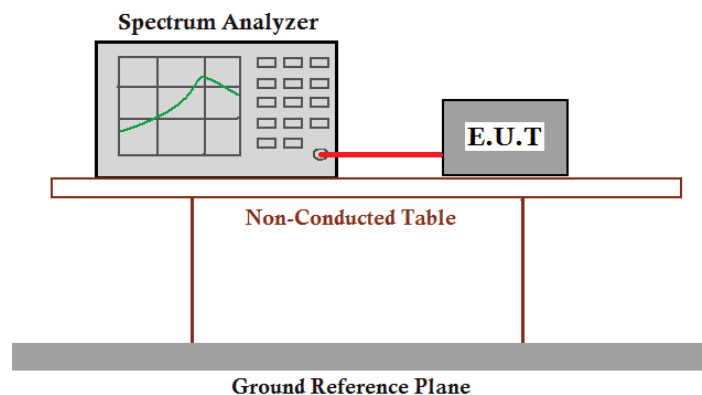 Spectrum Analyzer
E.U.T
Non-Conducted Table
Ground Reference Plane